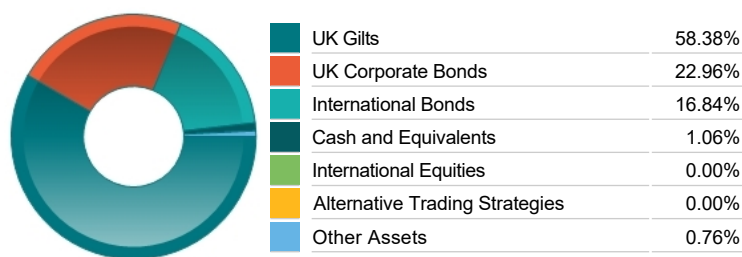 UK Gilts 58.38%
UK Corporate Bonds 22.96%
International Bonds 16.84%
Cash and Equivalents 1.06%
International Equities 0.00%
Alternative Trading Strategies 0.00%
Other Assets 0.76%